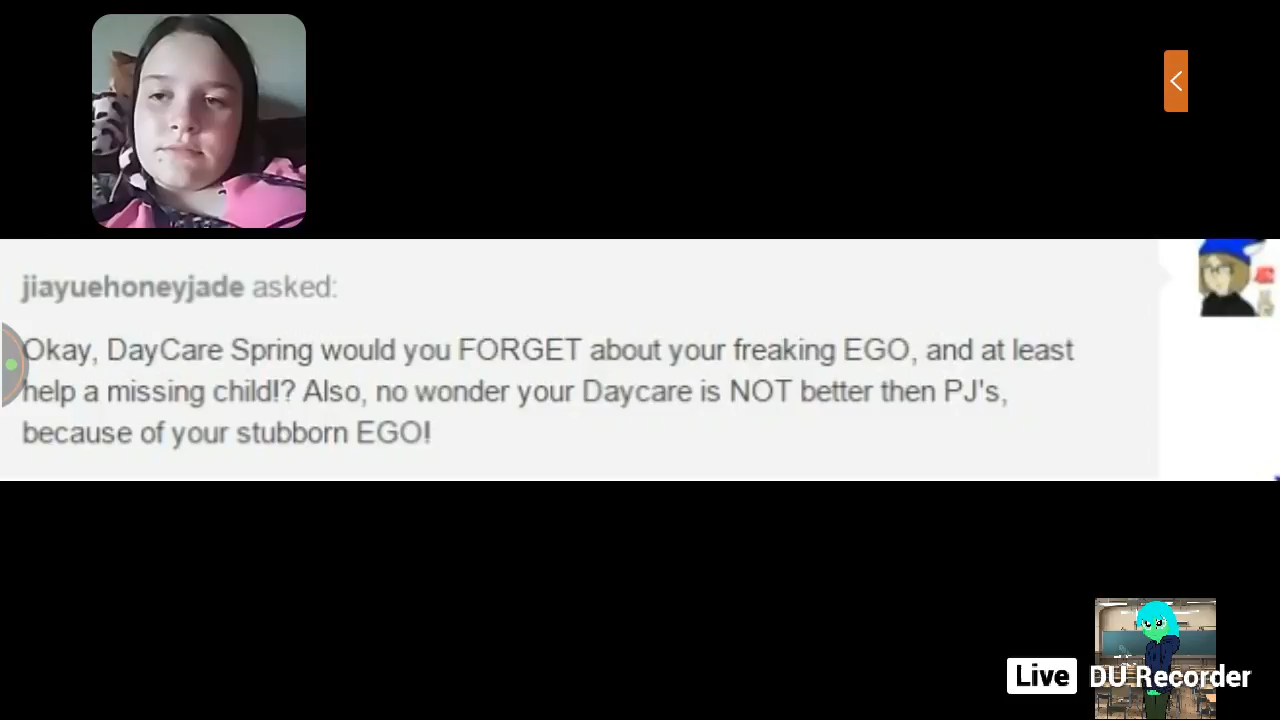 jiayuehoneyjade asked:
Okay, DayCare Spring would you FORGET about your freaking EGO, and at least
help a missing child!? Also, no wonder your Daycare is NOT better then PJ's,
because of your stubborn EGO!
Live DU Recorder